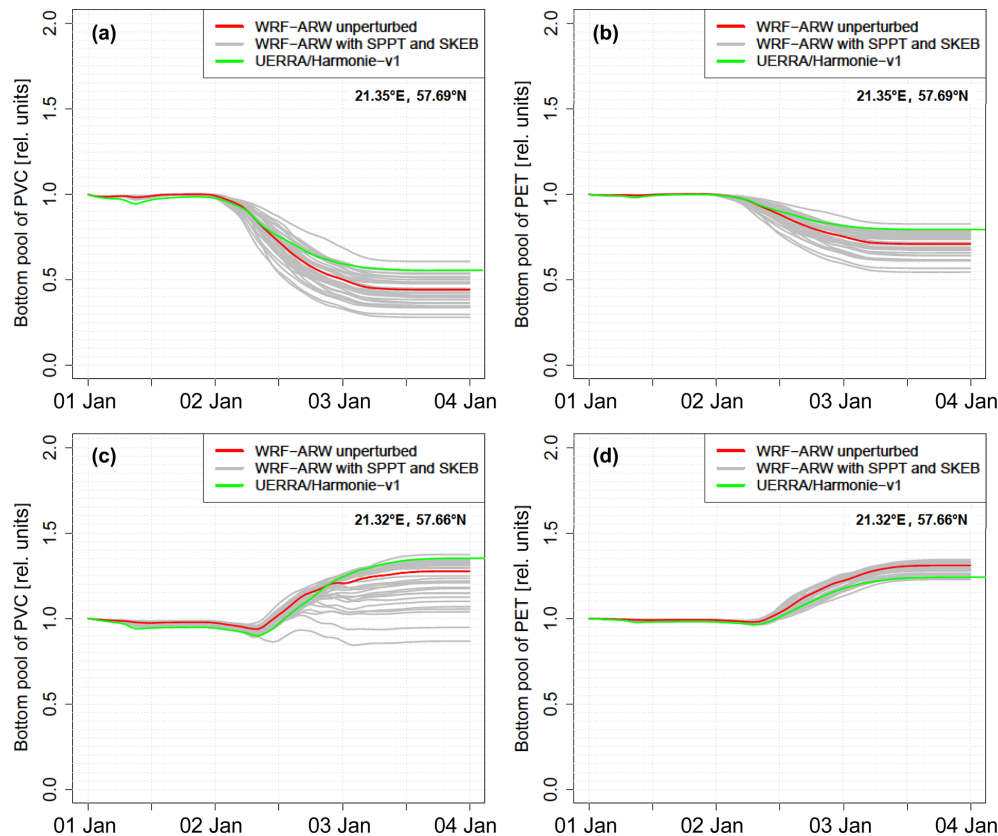 (a)
WRF-ARW unperturbed
WRF-ARW with SPPT and SKEB
UERRA/Harmonie-v1
21.35°E, 57.69°N
Bottom pool of PVC [rel. units]
2.0
1.5
1.0
0.5
0.0
01 Jan 02 Jan 03 Jan 04 Jan
(b)
WRF-ARW unperturbed
WRF-ARW with SPPT and SKEB
UERRA/Harmonie-v1
21.35°E, 57.69°N
Bottom pool of PET [rel. units]
2.0
1.5
1.0
0.5
0.0
01 Jan 02 Jan 03 Jan 04 Jan
(c)
WRF-ARW unperturbed
WRF-ARW with SPPT and SKEB
UERRA/Harmonie-v1
21.32°E, 57.66°N
Bottom pool of PVC [rel. units]
2.0
1.5
1.0
0.5
0.0
01 Jan 02 Jan 03 Jan 04 Jan
(d)
WRF-ARW unperturbed
WRF-ARW with SPPT and SKEB
UERRA/Harmonie-v1
21.32°E, 57.66°N
Bottom pool of PET [rel. units]
2.0
1.5
1.0
0.5
0.0
01 Jan 02 Jan 03 Jan 04 Jan